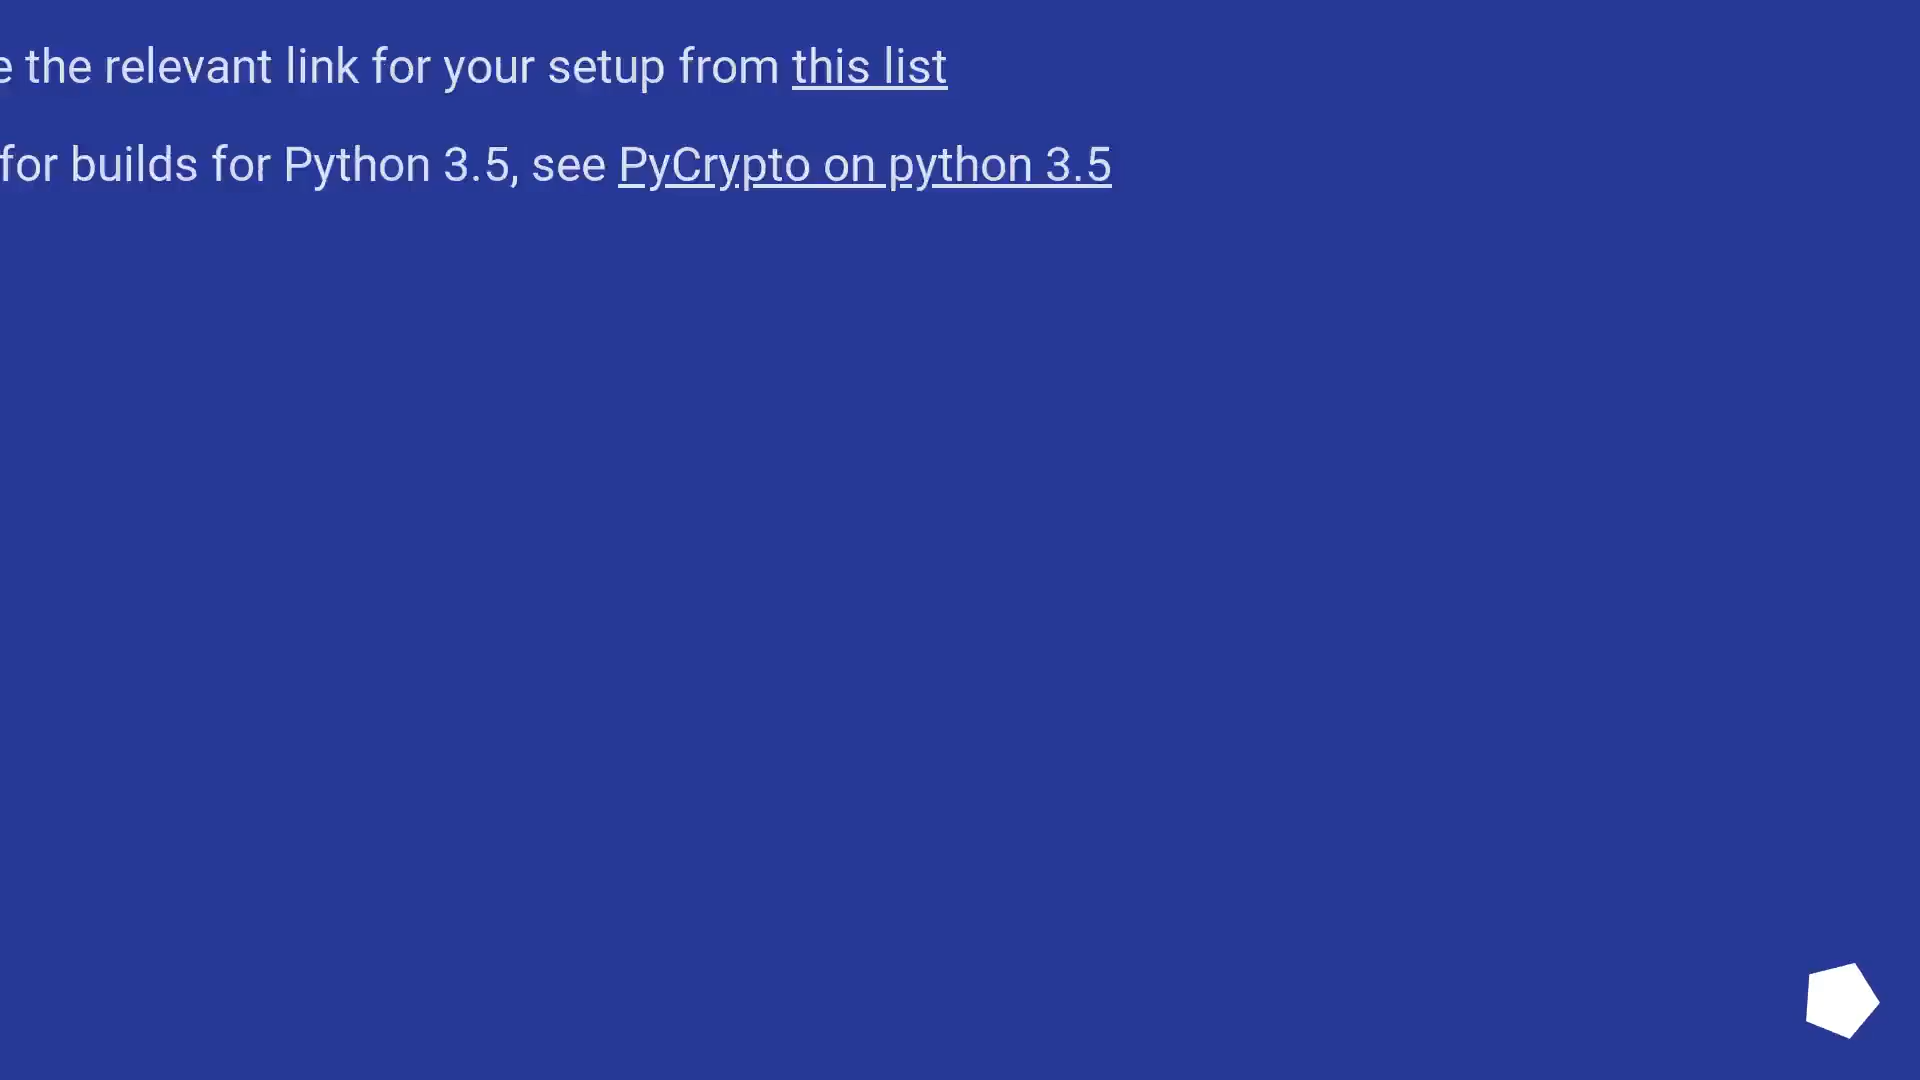 the relevant link for your setup from this list
for builds for Python 3.5, see PyCrypto on python 3.5